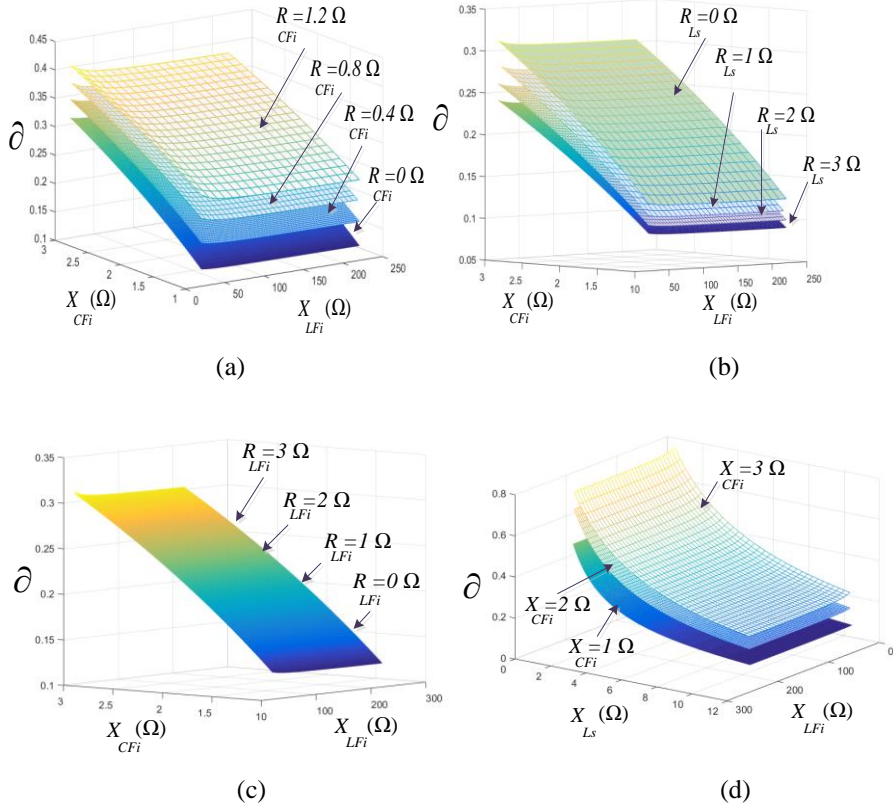 R =1.2 Ω
CFi
R =0.8 Ω
CFi
R =0.4 Ω
CFi
R =0 Ω
CFi
0.45
0.4
0.35
0.3
0.25
0.2
0.15
0.1
∂
3
2.5
2
1.5
1
0
50
100
150
200
250
X (Ω)
CFi
X (Ω)
LFi
(a)
R =0 Ω
Ls
R =1 Ω
Ls
R =2 Ω
Ls
R =3 Ω
Ls
0.35
0.3
0.25
0.2
0.15
0.1
0.05
∂
3
2.5
2
1.5
10
50
100
150
200
250
X (Ω)
CFi
X (Ω)
LFi
(b)
R =3 Ω
LFi
R =2 Ω
LFi
R =1 Ω
LFi
R =0 Ω
LFi
0.35
0.3
0.25
0.2
0.15
0.1
∂
3
2.5
2
1.5
10
100
200
300
X (Ω)
CFi
X (Ω)
LFi
(c)
X =3 Ω
CFi
X =2 Ω
CFi
X =1 Ω
CFi
0.8
0.6
0.4
0.2
0
∂
0
2
4
6
8
10
12
300
200
100
0
X (Ω)
Ls
X (Ω)
LFi
(d)